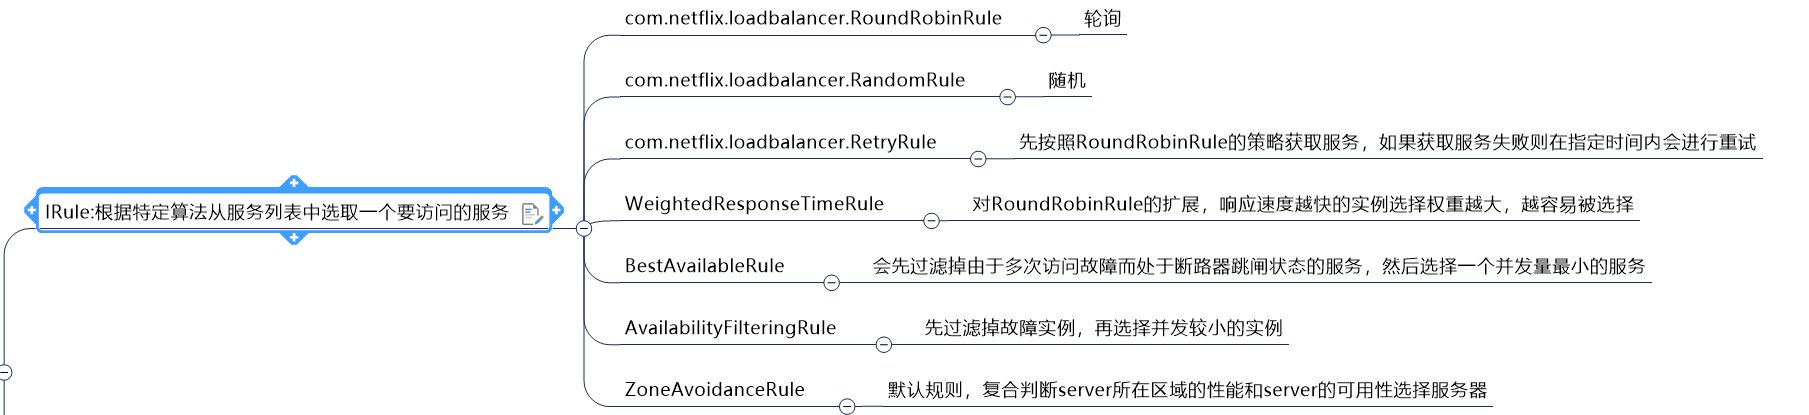 com.netflix.loadbalancer.RoundRobinRule 轮询
com.netflix.loadbalancer.RandomRule 随机
com.netflix.loadbalancer.RetryRule 先按照RoundRobinRule的策略获取服务，如果获取服务失败则在指定时间内会进行重试
IRule:根据特定算法从服务列表中选取一个要访问的服务
WeightedResponseTimeRule 对RoundRobinRule的扩展，响应速度越快的实例选择权重越大，越容易被选择
BestAvailableRule 会先过滤掉由于多次访问故障而处于断路器跳闸状态的服务，然后选择一个并发量最小的服务
AvailabilityFilteringRule 先过滤掉故障实例，再选择并发较小的实例
ZoneAvoidanceRule 默认规则，复合判断server所在区域的性能和server的可用性选择服务器